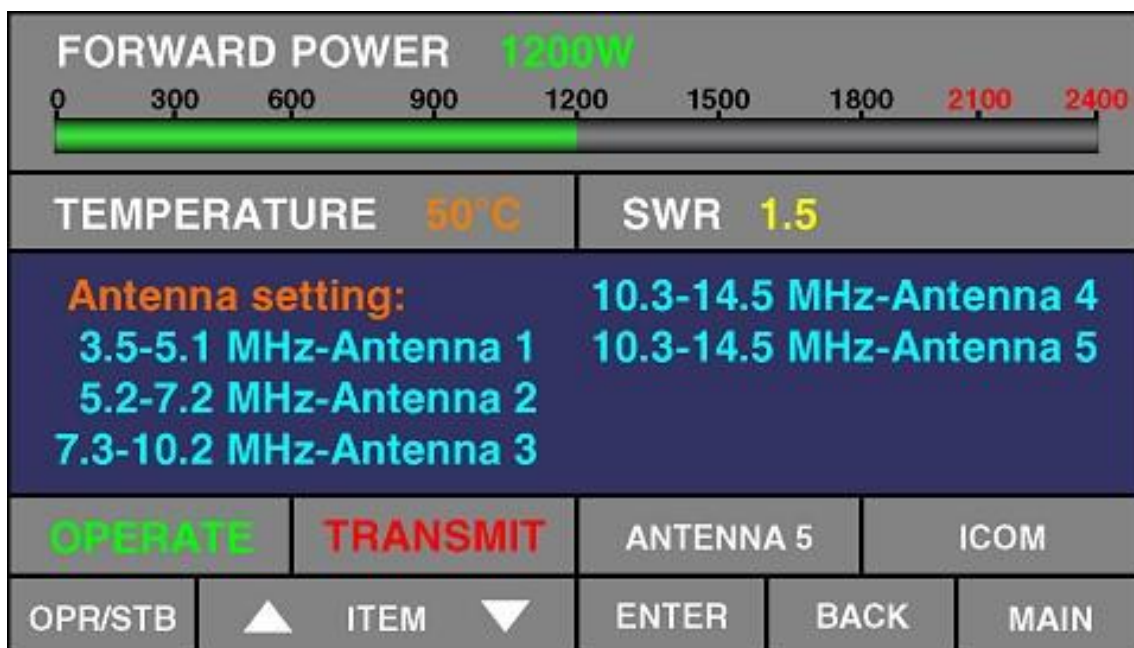 FORWARD POWER 1200W
0 300 600 900 1200 1500 1800 2100 2400
TEMPERATURE 50°C
SWR 1.5
Antenna setting:
3.5-5.1 MHz-Antenna 1
5.2-7.2 MHz-Antenna 2
7.3-10.2 MHz-Antenna 3
10.3-14.5 MHz-Antenna 4
10.3-14.5 MHz-Antenna 5
OPERATE TRANSMIT ANTENNA 5 ICOM
OPR/STB ITEM ENTER BACK MAIN